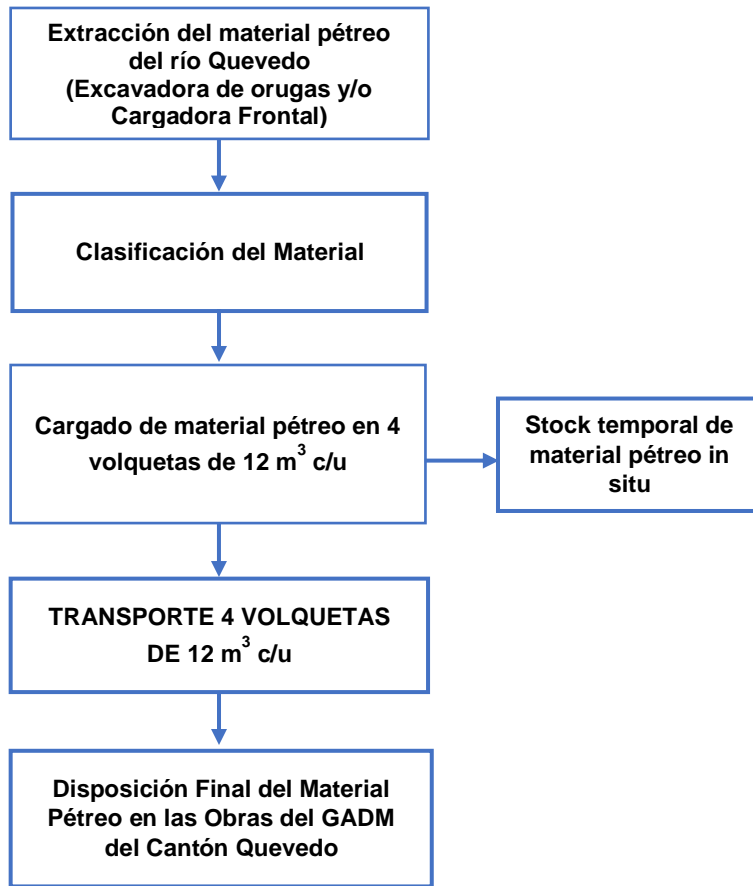 Extracción del material pétreo
del río Quevedo
(Excavadora de orugas y/o
Cargadora Frontal)
Clasificación del Material
Cargado de material pétreo en 4
volquetas de 12 m³ c/u
Stock temporal de
material pétreo in
situ
TRANSPORTE 4 VOLQUETAS
DE 12 m³ c/u
Disposición Final del Material
Pétreo en las Obras del GADM
del Cantón Quevedo